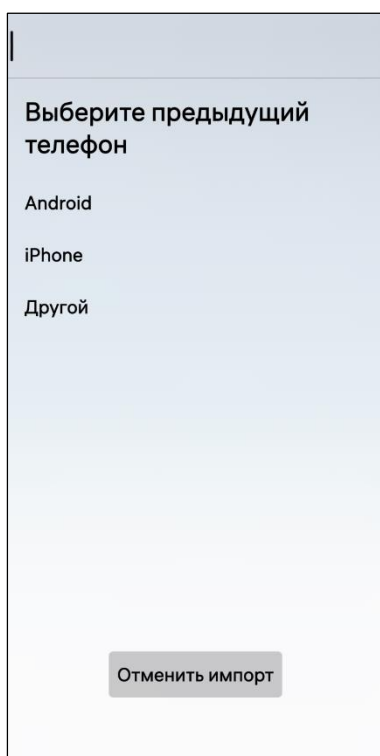 Выберите предыдущий
телефон
Android
iPhone
Другой
Отменить импорт